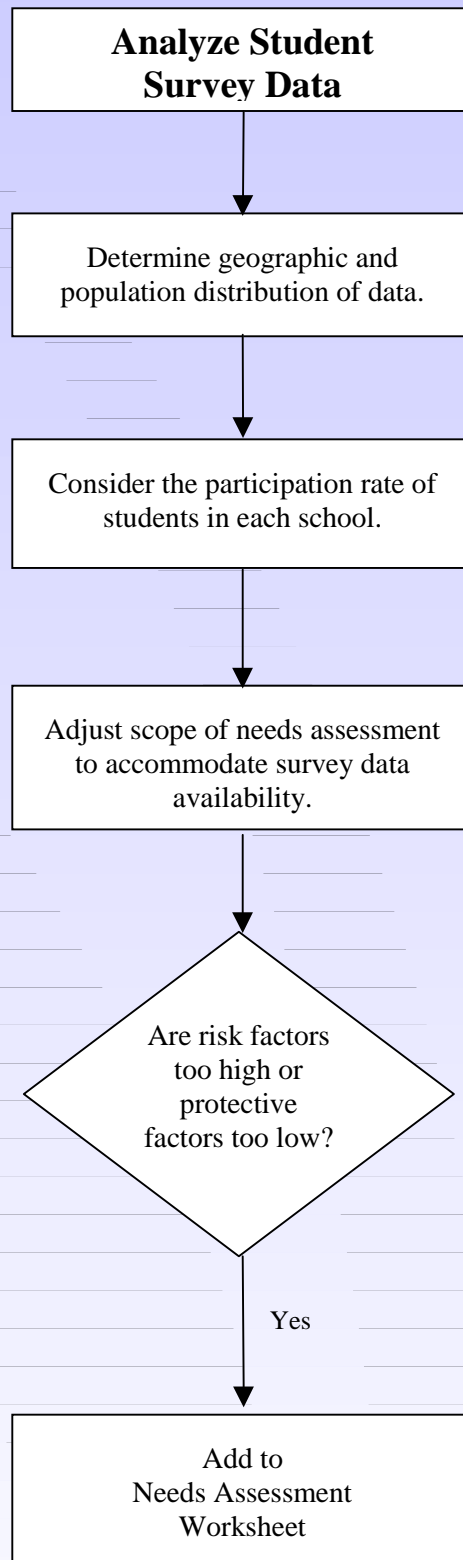 Analyze Student
Survey Data
Determine geographic and
population distribution of data.
Consider the participation rate of
students in each school.
Adjust scope of needs assessment
to accommodate survey data
availability.
Are risk factors
too high or
protective
factors too low?
Yes
Add to
Needs Assessment
Worksheet